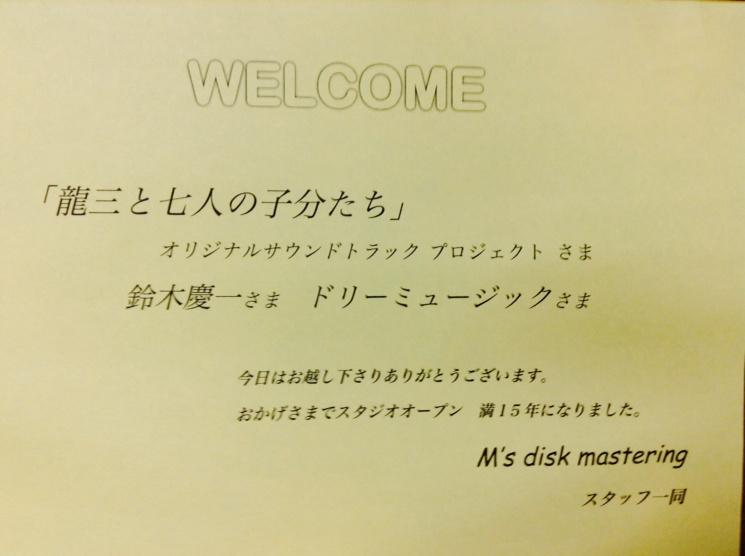 WELCOME
「龍三と七人の子分たち」
オリジナルサウンドトラック プロジェクト さま
鈴木慶一さま　ドリーミュージックさま
今日はお越し下さりありがとうございます。
おかげさまでスタジオオープン　満１５年になりました。
M's disk mastering
スタッフ一同